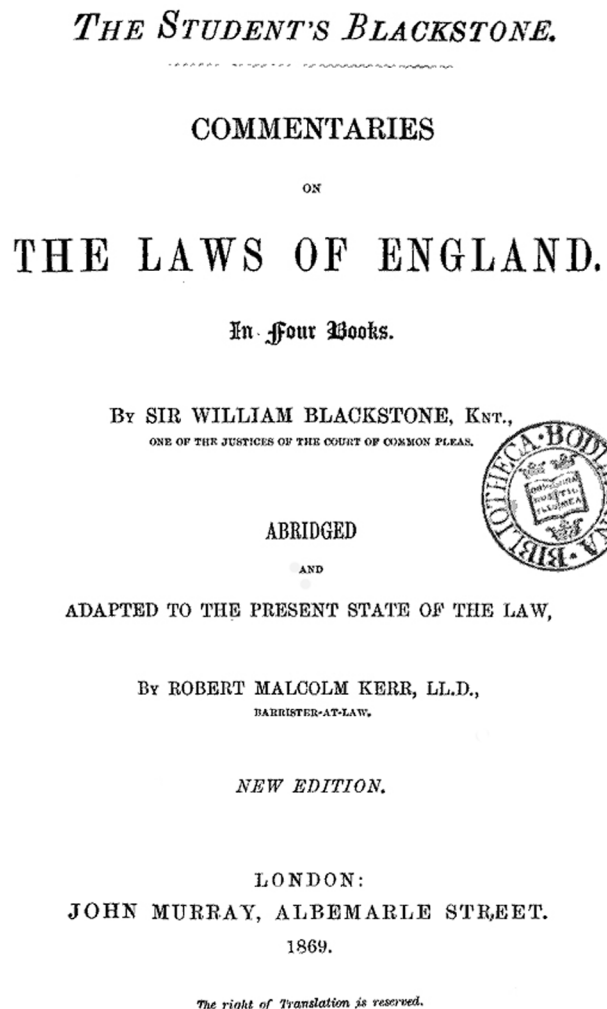 THE STUDENT'S BLACKSTONE.
COMMENTARIES
ON
THE LAWS OF ENGLAND.
In Four Books.
BY SIR WILLIAM BLACKSTONE, KNT.,
ONE OF THE JUSTICES OF THE COURT OF COMMON PLEAS.
BIBLIOTHECA · BODL
ABRIDGED
AND
ADAPTED TO THE PRESENT STATE OF THE LAW,
BY ROBERT MALCOLM KERR, LL.D.,
BARRISTER-AT-LAW.
NEW EDITION.
LONDON:
JOHN MURRAY, ALBEMARLE STREET.
1869.
The right of Translation is reserved.